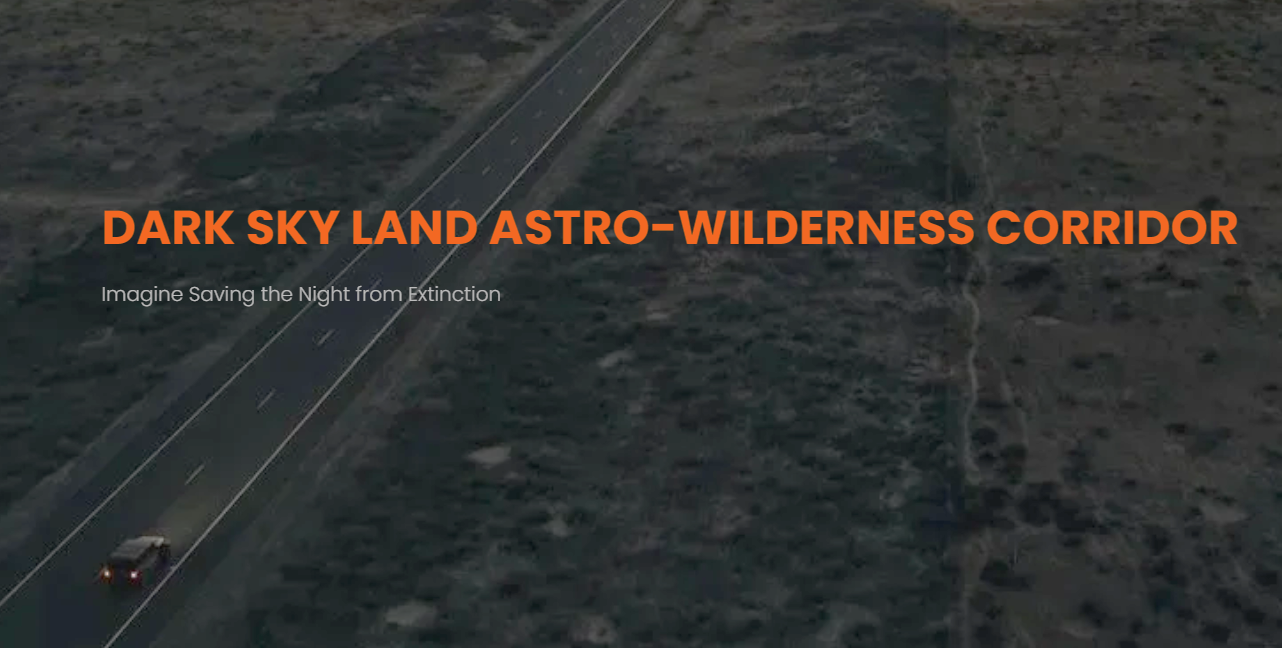 DARK SKY LAND ASTRO-WILDERNESS CORRIDOR
Imagine Saving the Night from Extinction